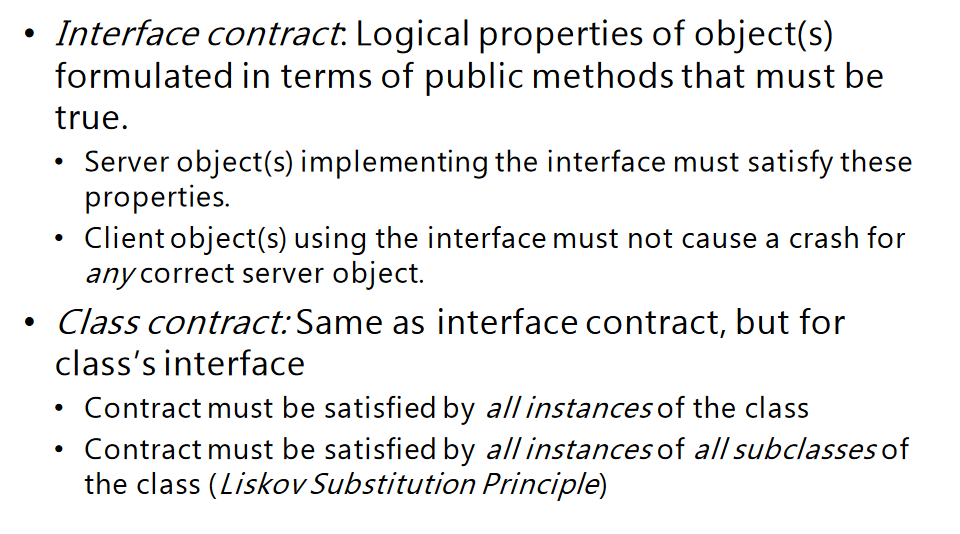 • Interface contract: Logical properties of object(s)
formulated in terms of public methods that must be
true.
• Server object(s) implementing the interface must satisfy these
properties.
• Client object(s) using the interface must not cause a crash for
any correct server object.
• Class contract: Same as interface contract, but for
class's interface
• Contract must be satisfied by all instances of the class
• Contract must be satisfied by all instances of all subclasses of
the class (Liskov Substitution Principle)